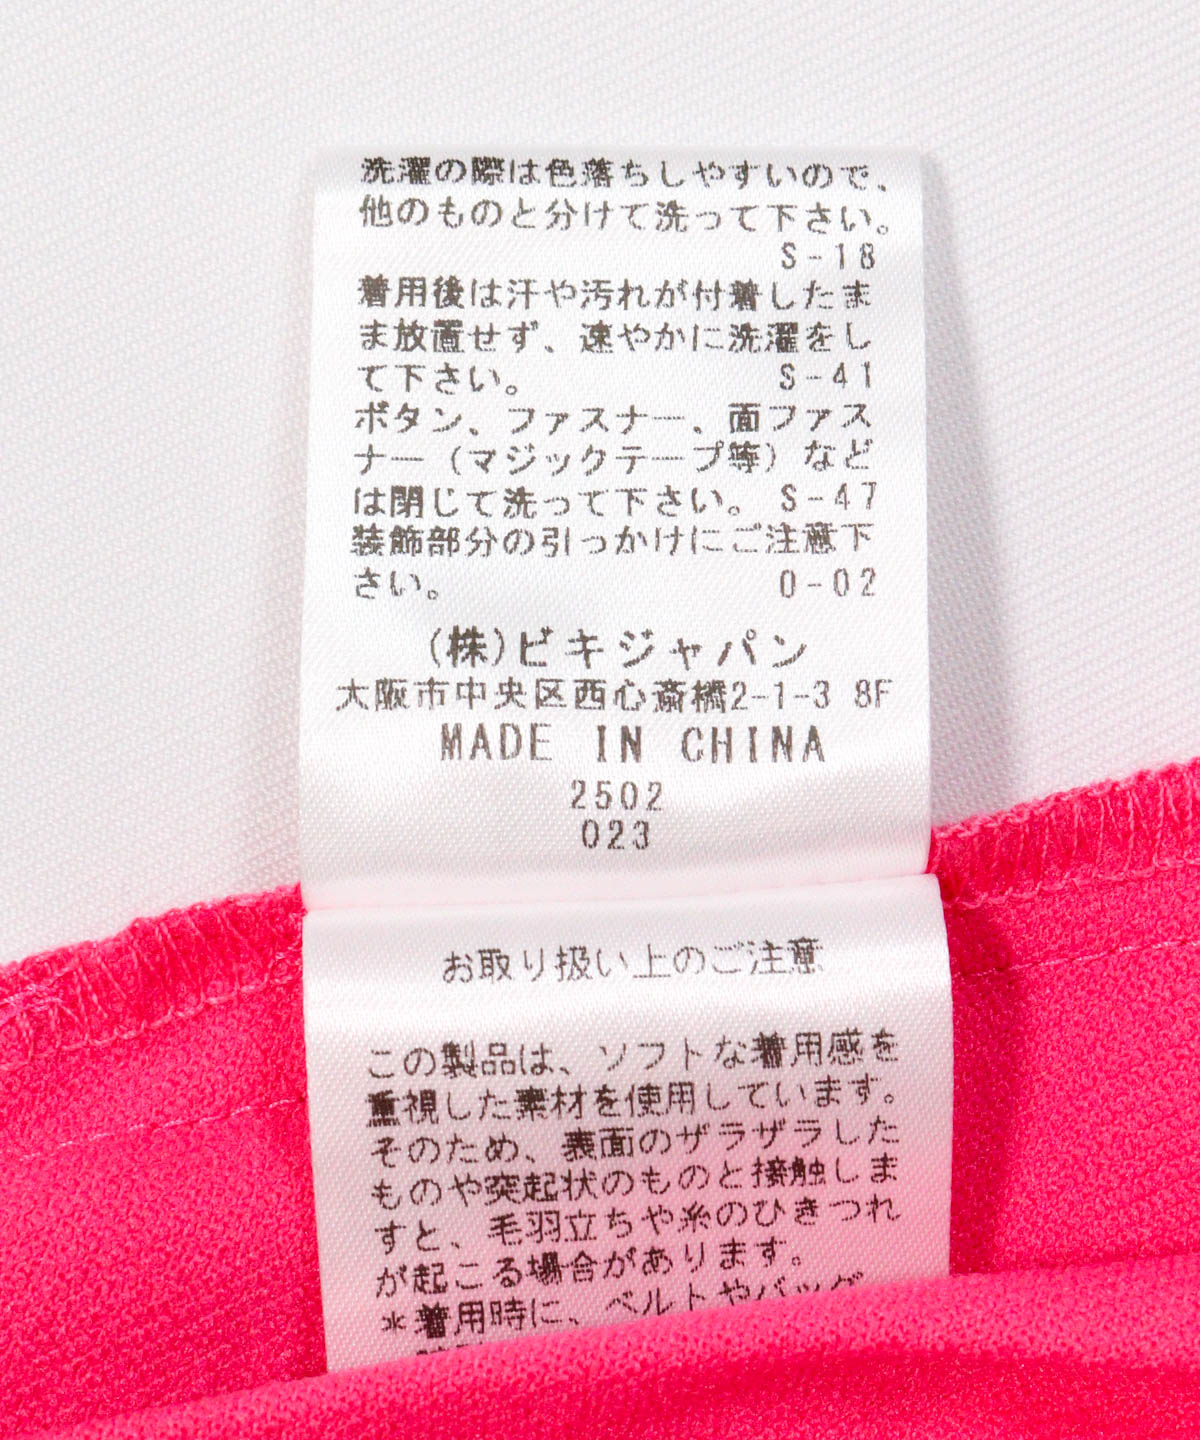 洗濯の際は色落ちしやすいので、
他のものと分けて洗って下さい。
S-18
着用後は汗や汚れが付着したま
ま放置せず、速やかに洗濯をし
て下さい。 S-41
ボタン、ファスナー、面ファス
ナー（マジックテープ等）など
は閉じて洗って下さい。 S-47
装飾部分の引っかけにご注意下
さい。 0-02
(株)ビキジャパン
大阪市中央区西心斎橋2-1-3 8F
MADE IN CHINA
2502
023
お取り扱い上のご注意
この製品は、ソフトな着用感を
重視した素材を使用しています。
そのため、表面のザラザラした
ものや突起状のものと接触しま
すと、毛羽立ちや糸のひきつれ
が起こる場合があります。
＊着用時に、ベルトやバッグ